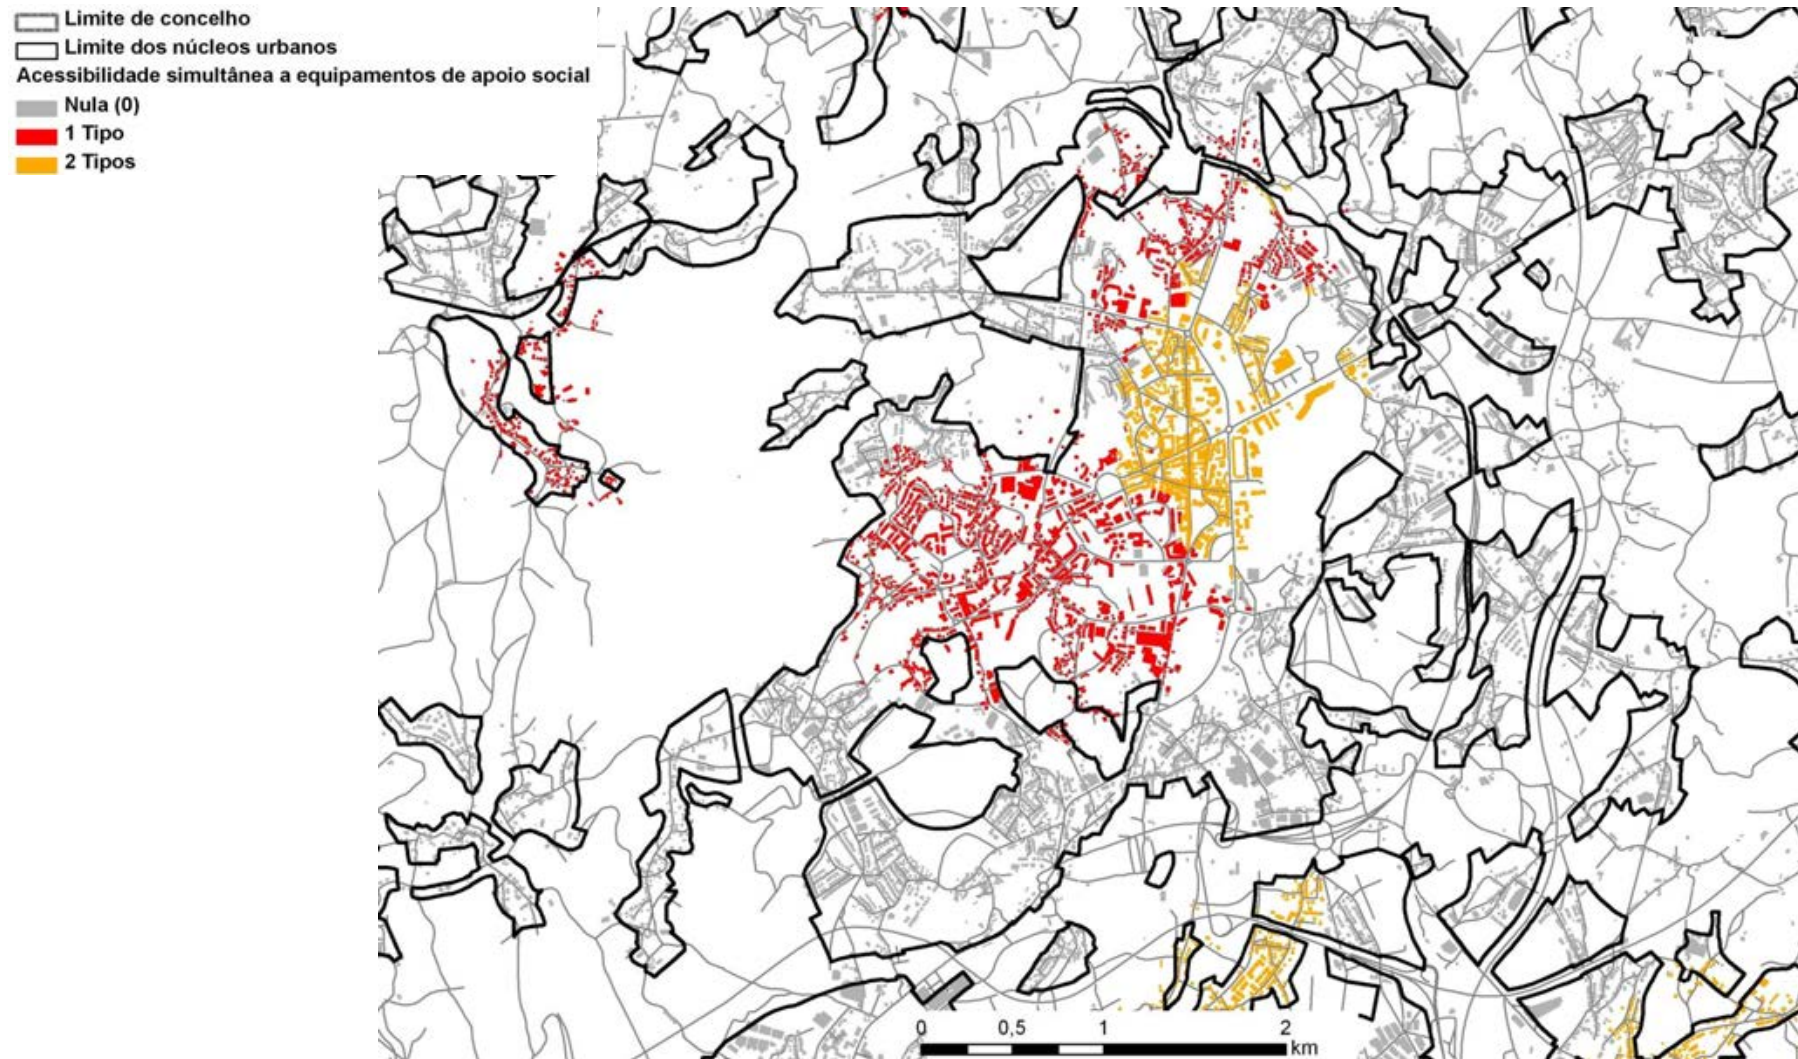 Limite de concelho
Limite dos núcleos urbanos
Acessibilidade simultânea a equipamentos de apoio social
Nula (0)
1 Tipo
2 Tipos
N
W E
S
0 0,5 1 2
km